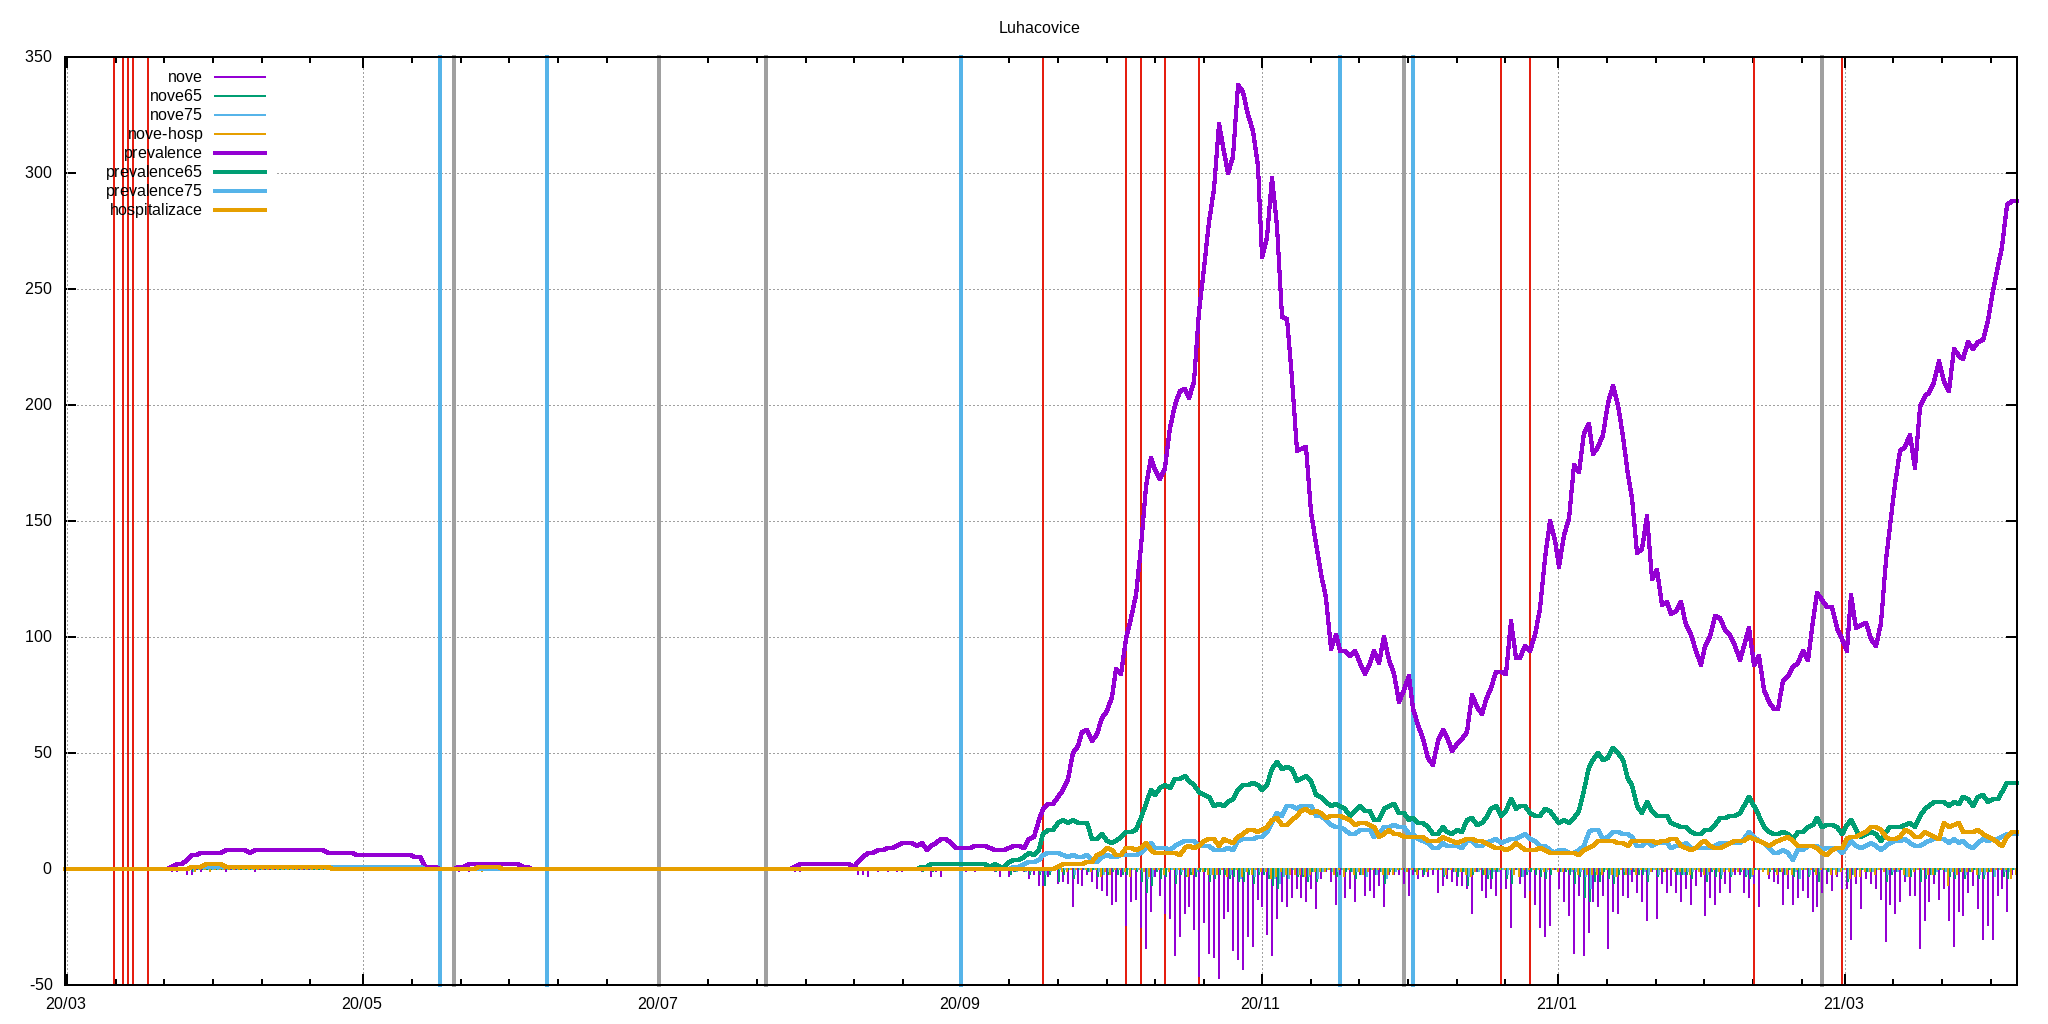 Luhacovice
350
300
250
200
150
100
50
0
-50
nove
nove65
nove75
nove-hosp
prevalence
prevalence65
prevalence75
hospitalizace
20/03
20/05
20/07
20/09
20/11
21/01
21/03